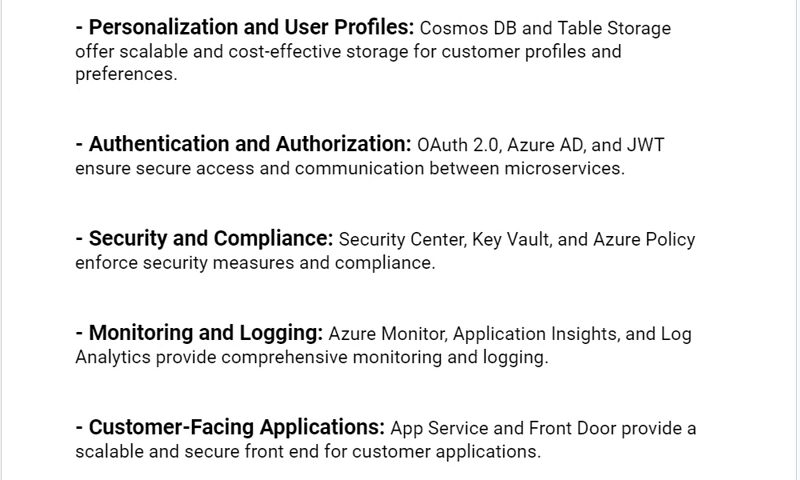 - Personalization and User Profiles: Cosmos DB and Table Storage
offer scalable and cost-effective storage for customer profiles and
preferences.
- Authentication and Authorization: OAuth 2.0, Azure AD, and JWT
ensure secure access and communication between microservices.
- Security and Compliance: Security Center, Key Vault, and Azure Policy
enforce security measures and compliance.
- Monitoring and Logging: Azure Monitor, Application Insights, and Log
Analytics provide comprehensive monitoring and logging.
- Customer-Facing Applications: App Service and Front Door provide a
scalable and secure front end for customer applications.